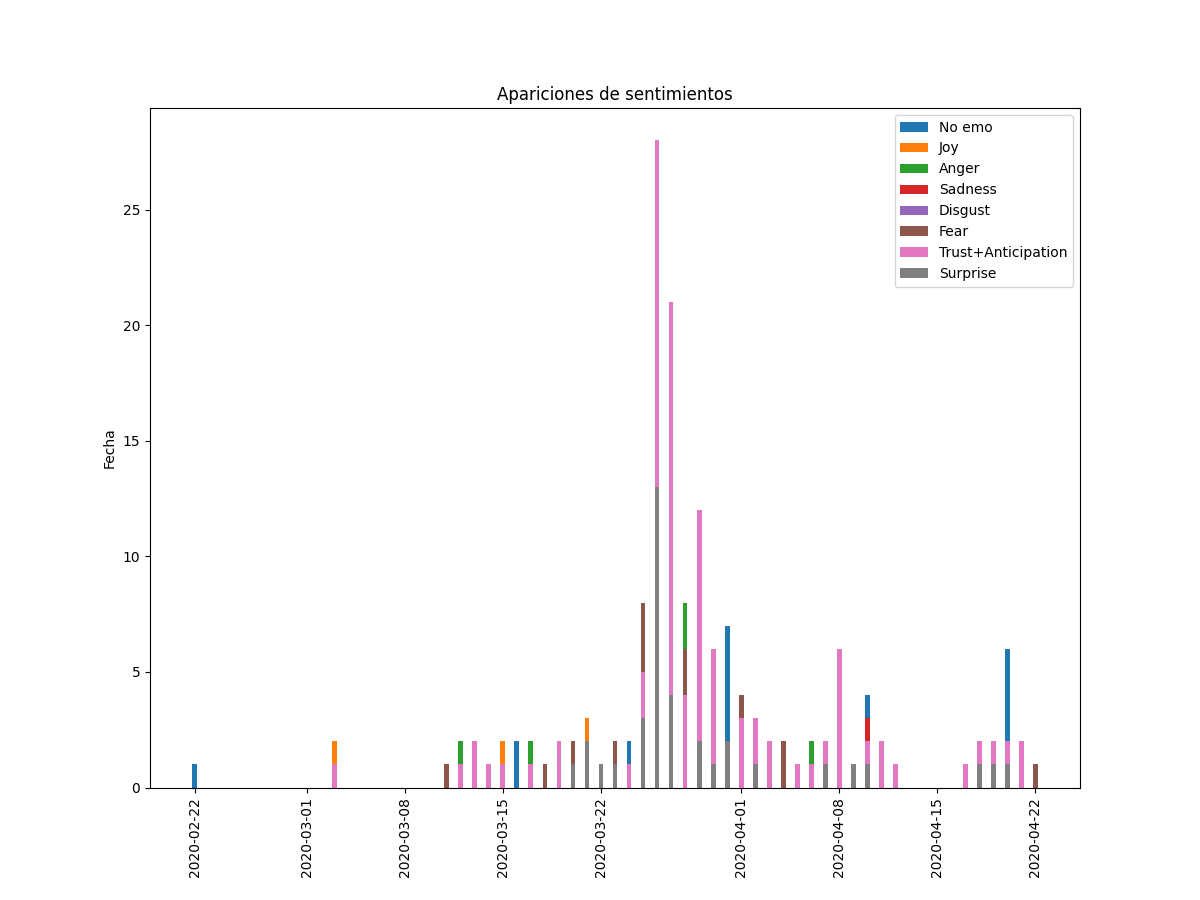 Apariciones de sentimientos
No emo
Joy
Anger
Sadness
Disgust
Fear
Trust+Anticipation
Surprise
Fecha
25
20
15
10
5
0
2020-02-22
2020-03-01
2020-03-08
2020-03-15
2020-03-22
2020-04-01
2020-04-08
2020-04-15
2020-04-22